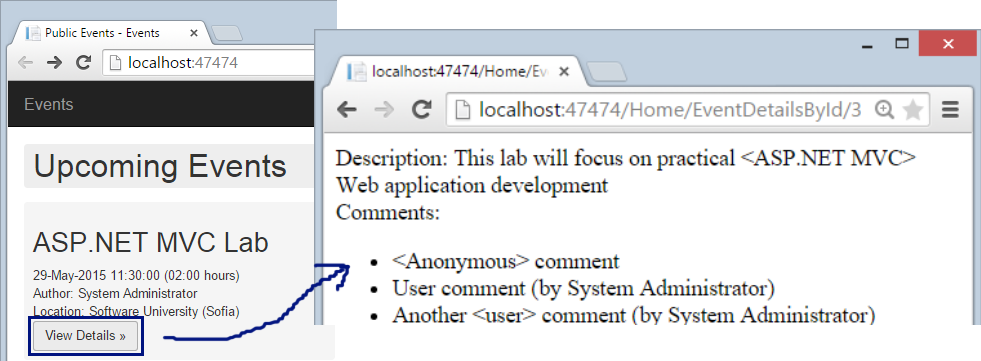 Public Events - Events
localhost:47474
Events
Upcoming Events
ASP.NET MVC Lab
29-May-2015 11:30:00 (02:00 hours)
Author: System Administrator
Location: Software University (Sofia)
View Details »
localhost:47474/Home/Eve
localhost:47474/Home/EventDetailsById/3
Description: This lab will focus on practical <ASP.NET MVC>
Web application development
Comments:
• <Anonymous> comment
• User comment (by System Administrator)
• Another <user> comment (by System Administrator)